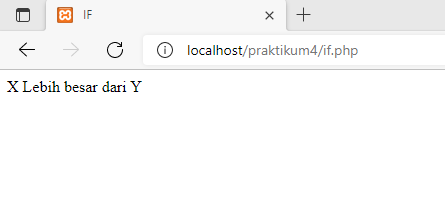 IF
localhost/praktikum4/if.php
X Lebih besar dari Y